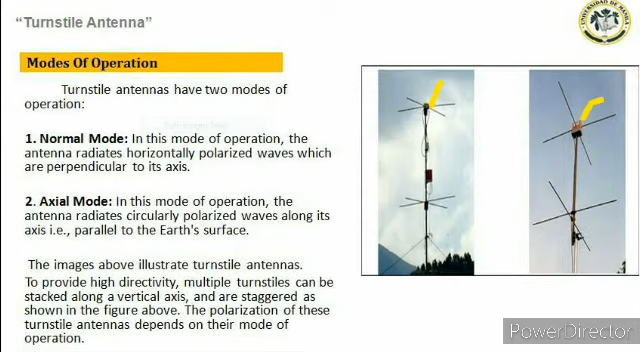 "Turnstile Antenna"
Modes Of Operation
Turnstile antennas have two modes of
operation:
1. Normal Mode: In this mode of operation, the
antenna radiates horizontally polarized waves which
are perpendicular to its axis.
2. Axial Mode: In this mode of operation, the
antenna radiates circularly polarized waves along its
axis i.e., parallel to the Earth's surface.
The images above illustrate turnstile antennas.
To provide high directivity, multiple turnstiles can be
stacked along a vertical axis, and are staggered as
shown in the figure above. The polarization of these
turnstile antennas depends on their mode of
operation.
UNIVERSIDAD DE MANILA
PowerDirector